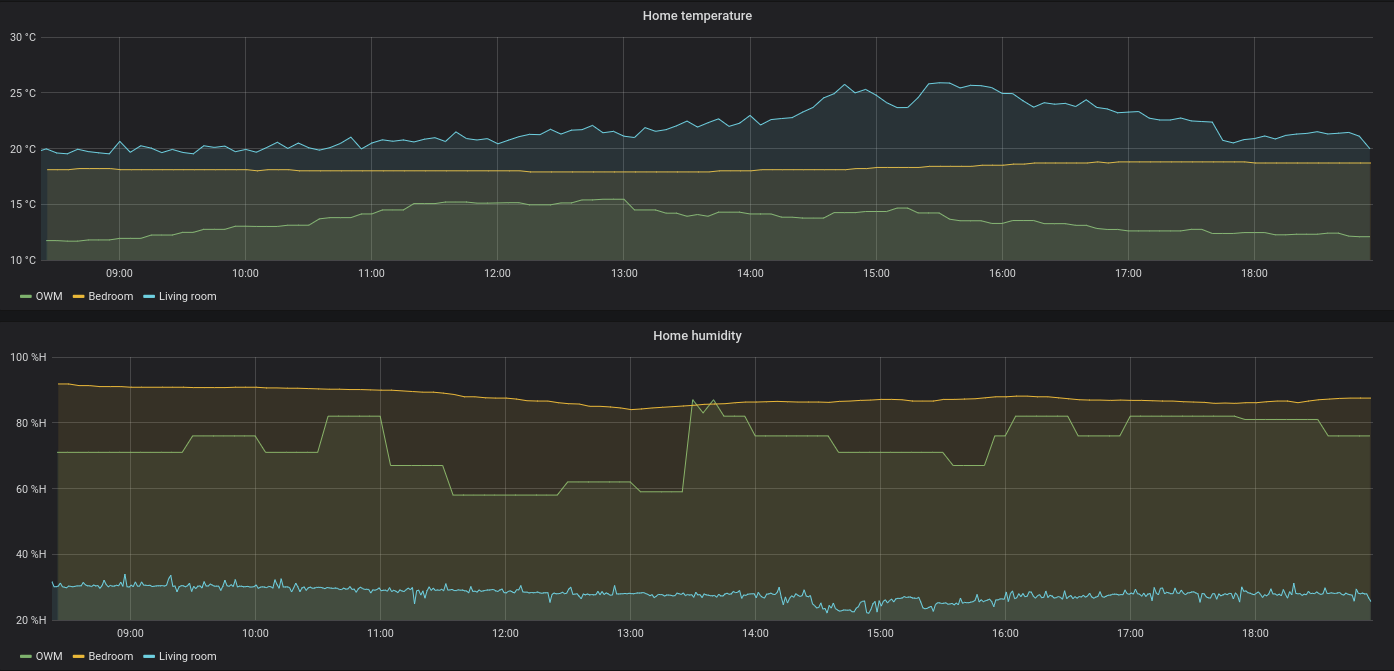 Home temperature
30 °C
25 °C
20 °C
15 °C
10 °C
09:00 10:00 11:00 12:00 13:00 14:00 15:00 16:00 17:00 18:00
OWM Bedroom Living room
Home humidity
100 %H
80 %H
60 %H
40 %H
20 %H
09:00 10:00 11:00 12:00 13:00 14:00 15:00 16:00 17:00 18:00
OWM Bedroom Living room